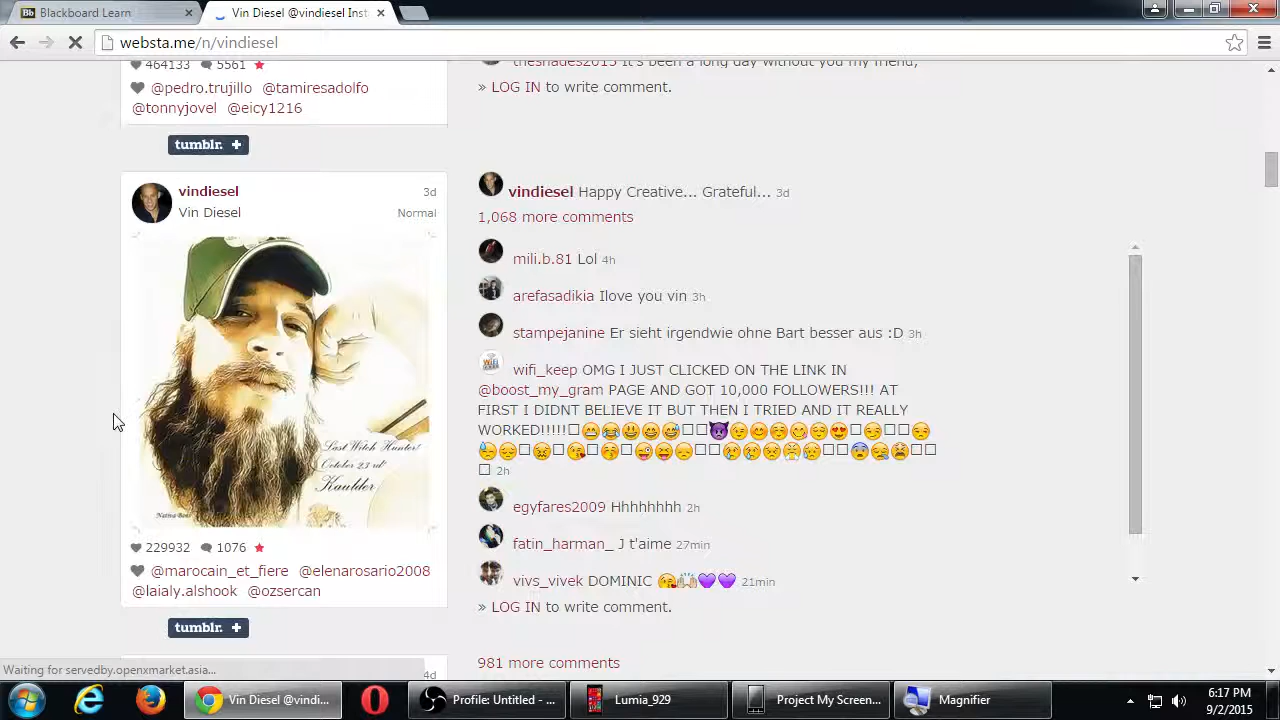 Blackboard Learn
Vin Diesel @vindiesel Inst
websta.me/n/vindiesel
464133 5561
@pedro.trujillo @tamiresadolfo
@tonnyjovel @eicy1216
tumblr. +
theshades2015 It's been a long day without you my friend,
» LOG IN to write comment.
vindiesel 3d
Vin Diesel Normal
Last Witch Hunter!
October 23rd
Kaulder
229932 1076
@marocain_et_fiere @elenarosario2008
@laialy.alshook @ozsercan
tumblr. +
4d
vindiesel Happy Creative... Grateful... 3d
1,068 more comments
mili.b.81 Lol 4h
arefasadikia Ilove you vin 3h
stampejanine Er sieht irgendwie ohne Bart besser aus :D 3h
wifi_keep OMG I JUST CLICKED ON THE LINK IN
@boost_my_gram PAGE AND GOT 10,000 FOLLOWERS!!! AT
FIRST I DIDNT BELIEVE IT BUT THEN I TRIED AND IT REALLY
WORKED!!!!!
2h
egyfares2009 Hhhhhhhh 2h
fatin_harman_ J t'aime 27min
vivs_vivek DOMINIC 😘🙌💜💜 21min
» LOG IN to write comment.
981 more comments
Waiting for servedby.openxmarket.asia...
Vin Diesel @vindi...
Profile: Untitled - ...
Lumia_929
Project My Screen...
Magnifier
6:17 PM
9/2/2015